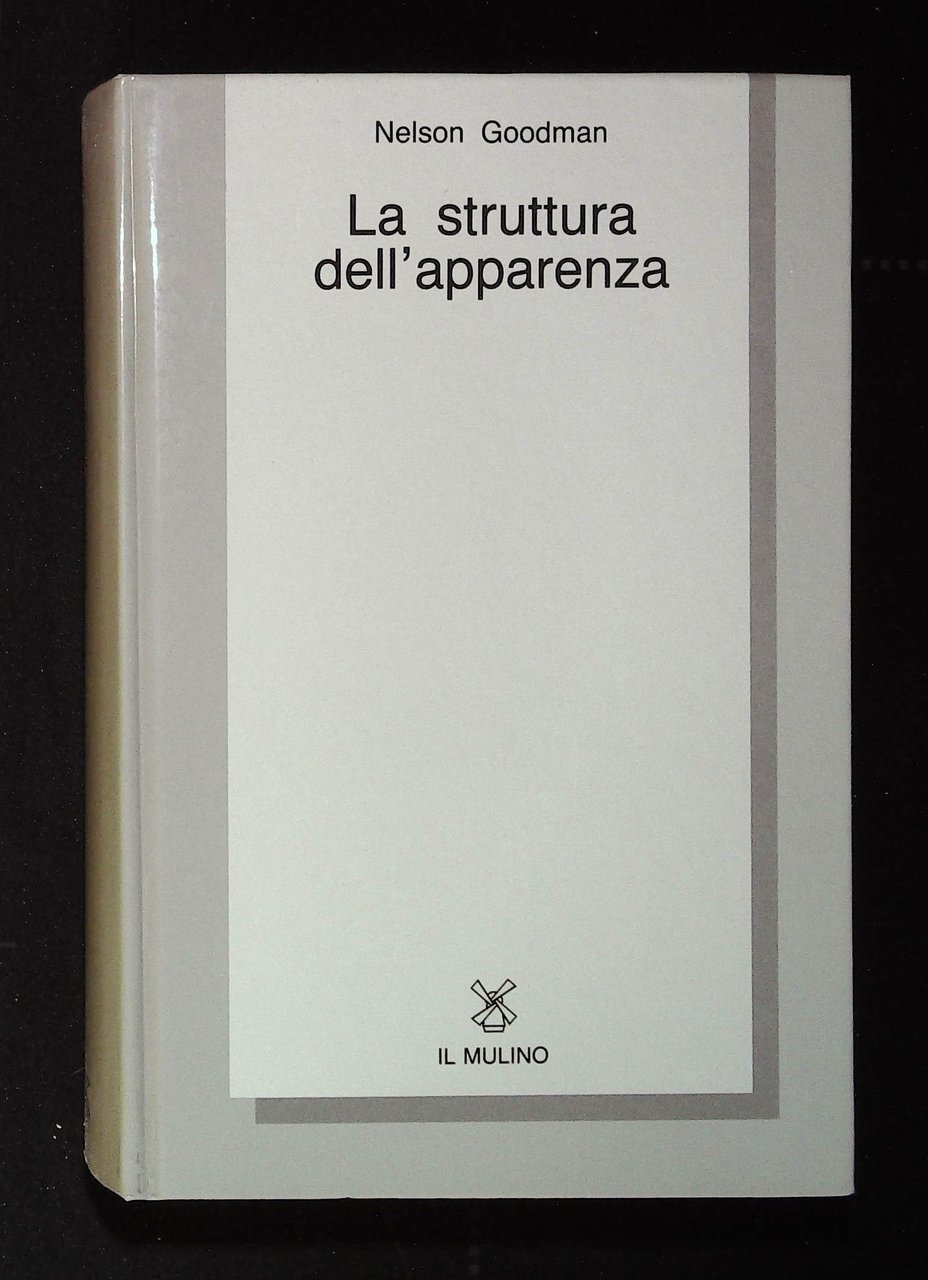 Nelson Goodman
La struttura
dell'apparenza
IL MULINO